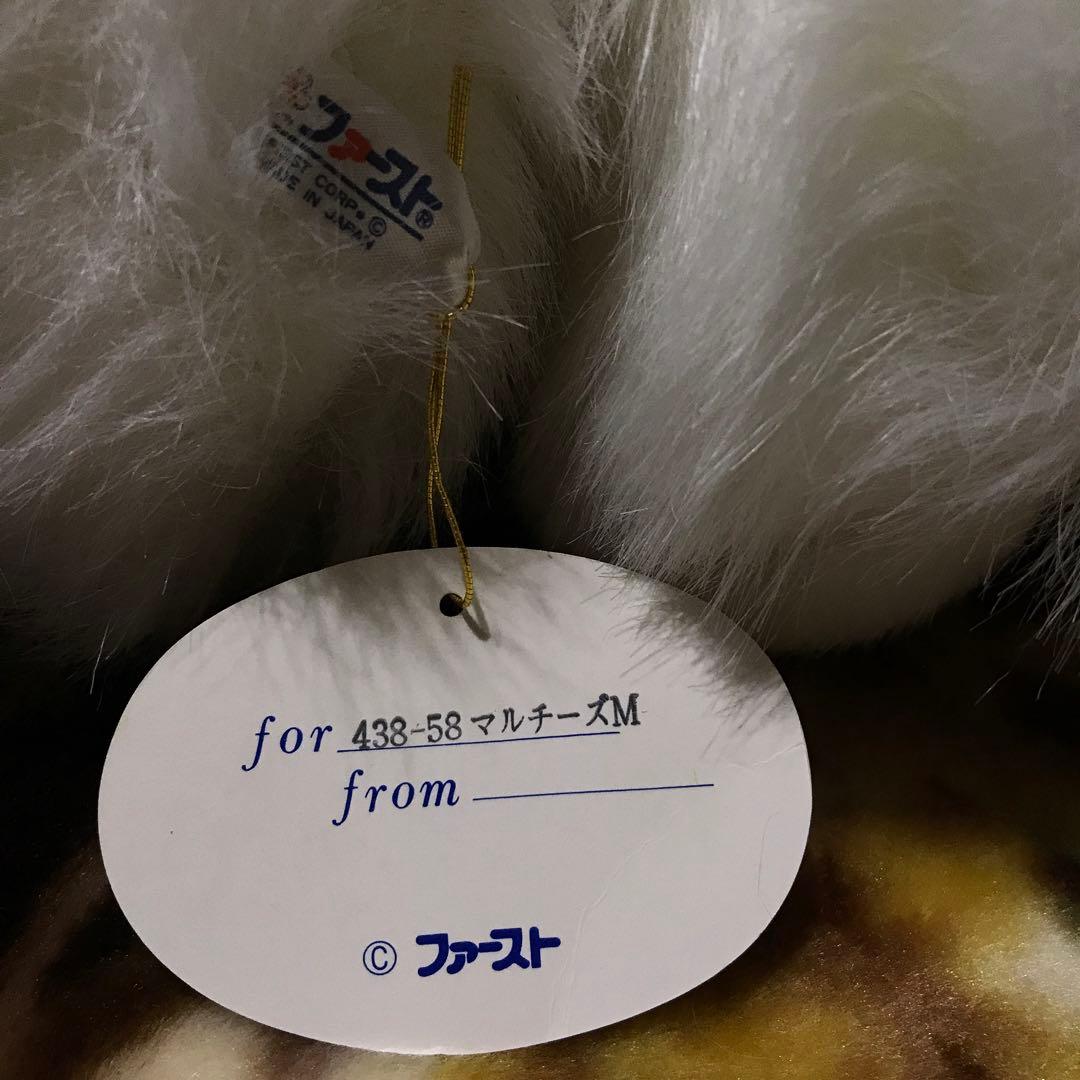 ファースト®
CORP. ©
MADE IN JAPAN
for 438-58 マルチーズM
from
© ファースト